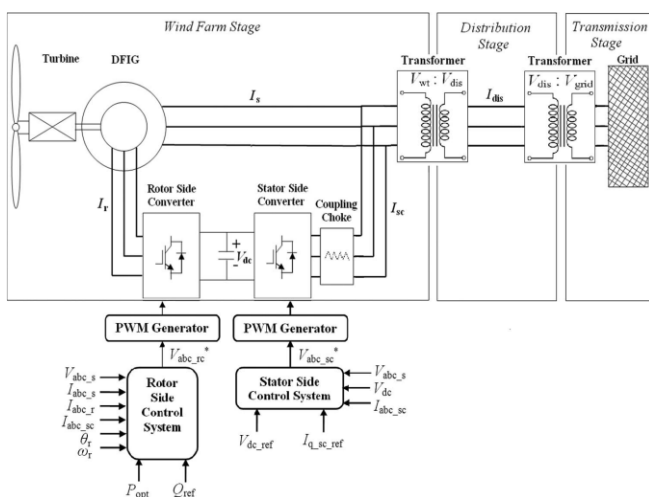 Wind Farm Stage
Distribution
Stage
Transmission
Stage
Turbine
DFIG
Transformer
Transformer
Grid
V_wt : V_dis
V_dis : V_grid
I_s
I_dis
I_r
I_sc
Rotor Side
Converter
Stator Side
Converter
Coupling
Choke
+
V_dc
-
PWM Generator
PWM Generator
V_abc_rc*
V_abc_sc*
V_abc_s
I_abc_s
I_abc_r
I_abc_sc
θ_r
ω_r
Rotor
Side
Control
System
P_opt
Q_ref
Stator Side
Control System
V_abc_s
V_dc
I_abc_sc
V_dc_ref
I_q_sc_ref